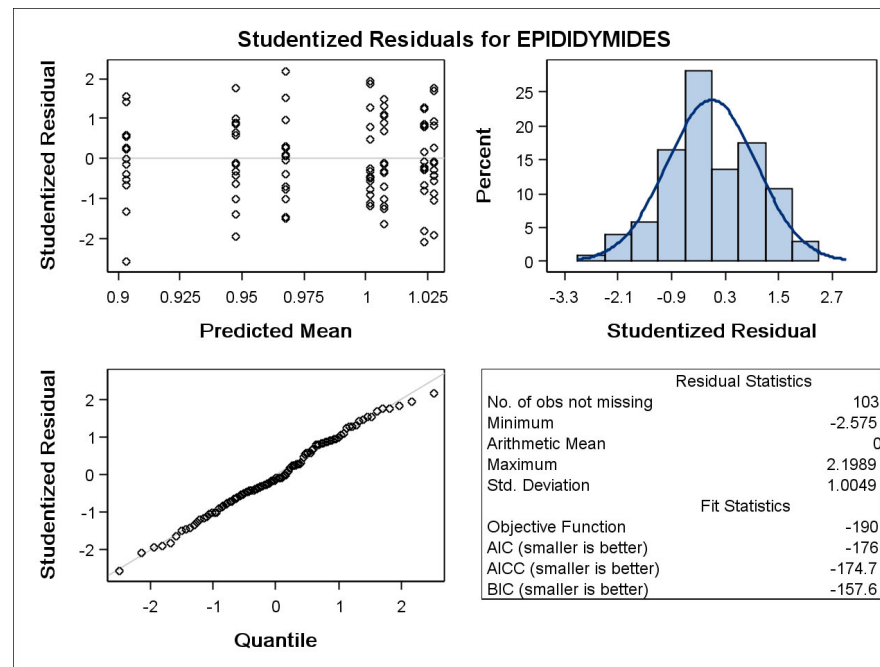 Studentized Residuals for EPIDIDYMIDES
Studentized Residual
2
1
0
-1
-2
0.9 0.925 0.95 0.975 1 1.025
Predicted Mean
Percent
25
20
15
10
5
0
-3.3 -2.1 -0.9 0.3 1.5 2.7
Studentized Residual
Studentized Residual
2
1
0
-1
-2
-2 -1 0 1 2
Quantile
Residual Statistics
No. of obs not missing 103
Minimum -2.575
Arithmetic Mean 0
Maximum 2.1989
Std. Deviation 1.0049
Fit Statistics
Objective Function -190
AIC (smaller is better) -176
AICC (smaller is better) -174.7
BIC (smaller is better) -157.6